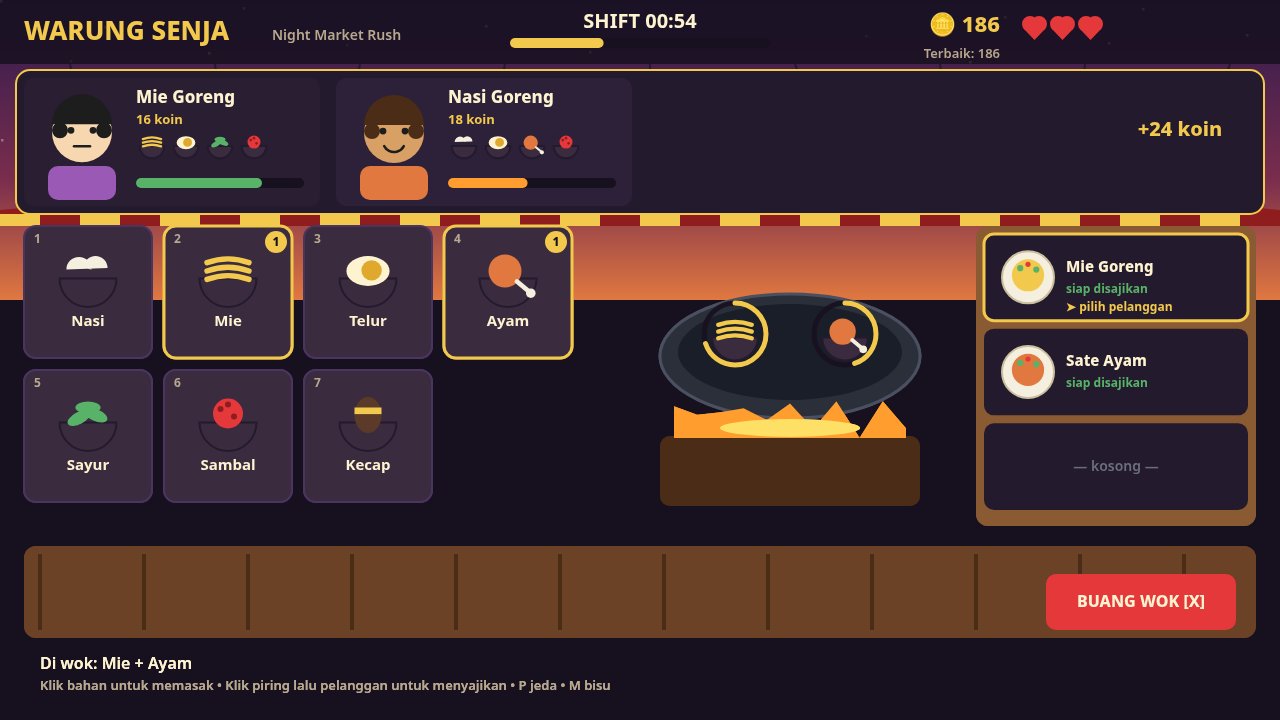 WARUNG SENJA
Night Market Rush
SHIFT 00:54
🪙 186
Terbaik: 186
Mie Goreng
16 koin
Nasi Goreng
18 koin
+24 koin
1
Nasi
2
1
Mie
3
Telur
4
1
Ayam
5
Sayur
6
Sambal
7
Kecap
Mie Goreng
siap disajikan
➤ pilih pelanggan
Sate Ayam
siap disajikan
— kosong —
BUANG WOK [X]
Di wok: Mie + Ayam
Klik bahan untuk memasak • Klik piring lalu pelanggan untuk menyajikan • P jeda • M bisu